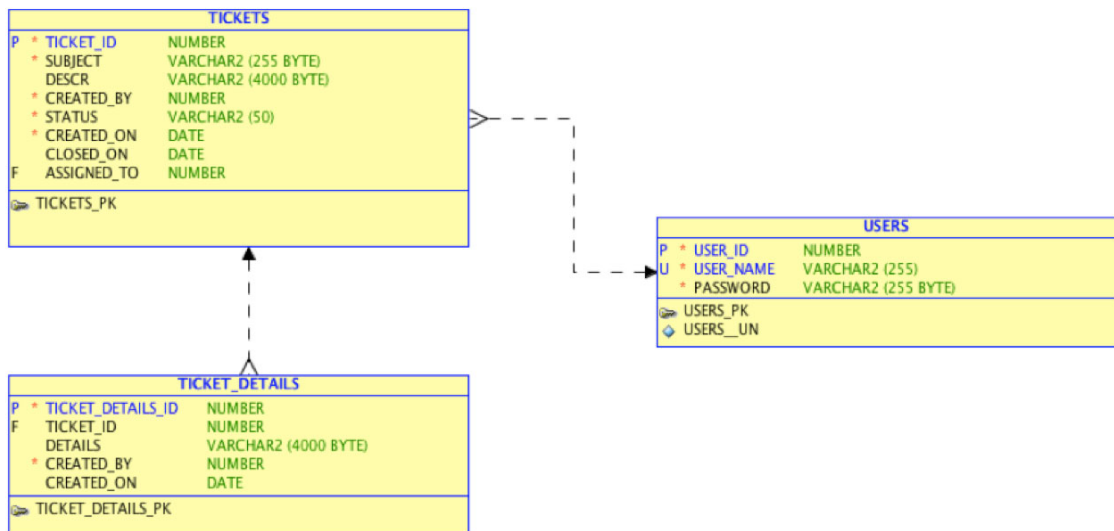 TICKETS
P * TICKET_ID NUMBER
* SUBJECT VARCHAR2 (255 BYTE)
DESCR VARCHAR2 (4000 BYTE)
* CREATED_BY NUMBER
* STATUS VARCHAR2 (50)
* CREATED_ON DATE
CLOSED_ON DATE
F ASSIGNED_TO NUMBER
TICKETS_PK
USERS
P * USER_ID NUMBER
U * USER_NAME VARCHAR2 (255)
* PASSWORD VARCHAR2 (255 BYTE)
USERS_PK
USERS__UN
TICKET_DETAILS
P * TICKET_DETAILS_ID NUMBER
F TICKET_ID NUMBER
DETAILS VARCHAR2 (4000 BYTE)
* CREATED_BY NUMBER
CREATED_ON DATE
TICKET_DETAILS_PK